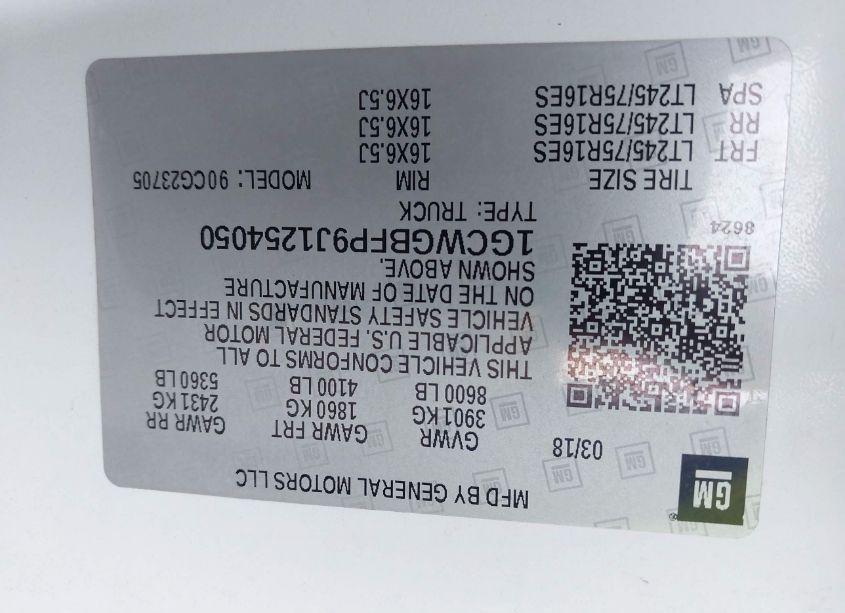 GM
MFD BY GENERAL MOTORS LLC
03/18
GVWR GAWR FRT GAWR RR
3901 KG 1860 KG 2431 KG
8600 LB 4100 LB 5360 LB
THIS VEHICLE CONFORMS TO ALL
APPLICABLE U.S. FEDERAL MOTOR
VEHICLE SAFETY STANDARDS IN EFFECT
ON THE DATE OF MANUFACTURE
SHOWN ABOVE.
1GCWGBFP9J1254050
8624
TYPE: TRUCK
TIRE SIZE RIM MODEL: 90CG23705
FRT LT245/75R16ES 16X6.5J
RR LT245/75R16ES 16X6.5J
SPA LT245/75R16ES 16X6.5J